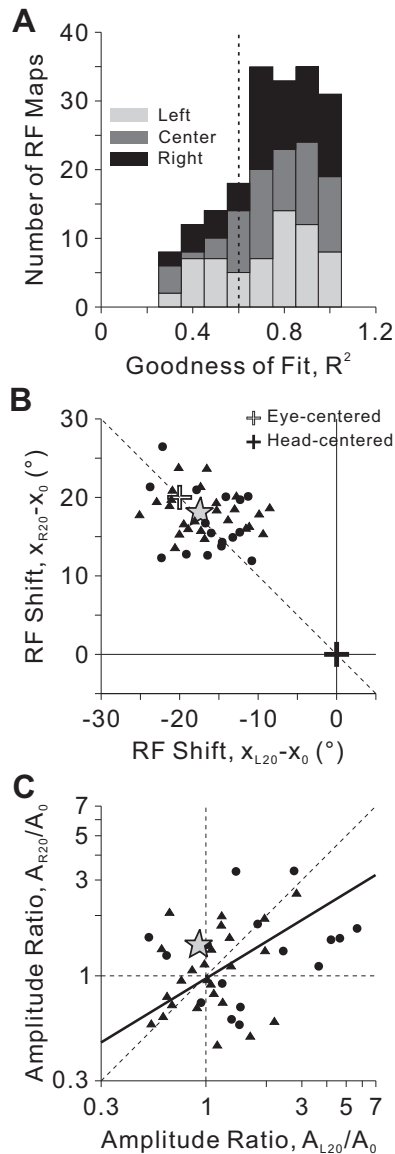 A
40
30
20
10
0
Number of RF Maps
Left
Center
Right
0 0.4 0.8 1.2
Goodness of Fit, R²
B
30
20
10
0
RF Shift, x_R20-x_0 (°)
Eye-centered
Head-centered
-30 -20 -10 0
RF Shift, x_L20-x_0 (°)
C
7
5
3
1
0.3
Amplitude Ratio, A_R20/A_0
0.3 1 3 5 7
Amplitude Ratio, A_L20/A_0